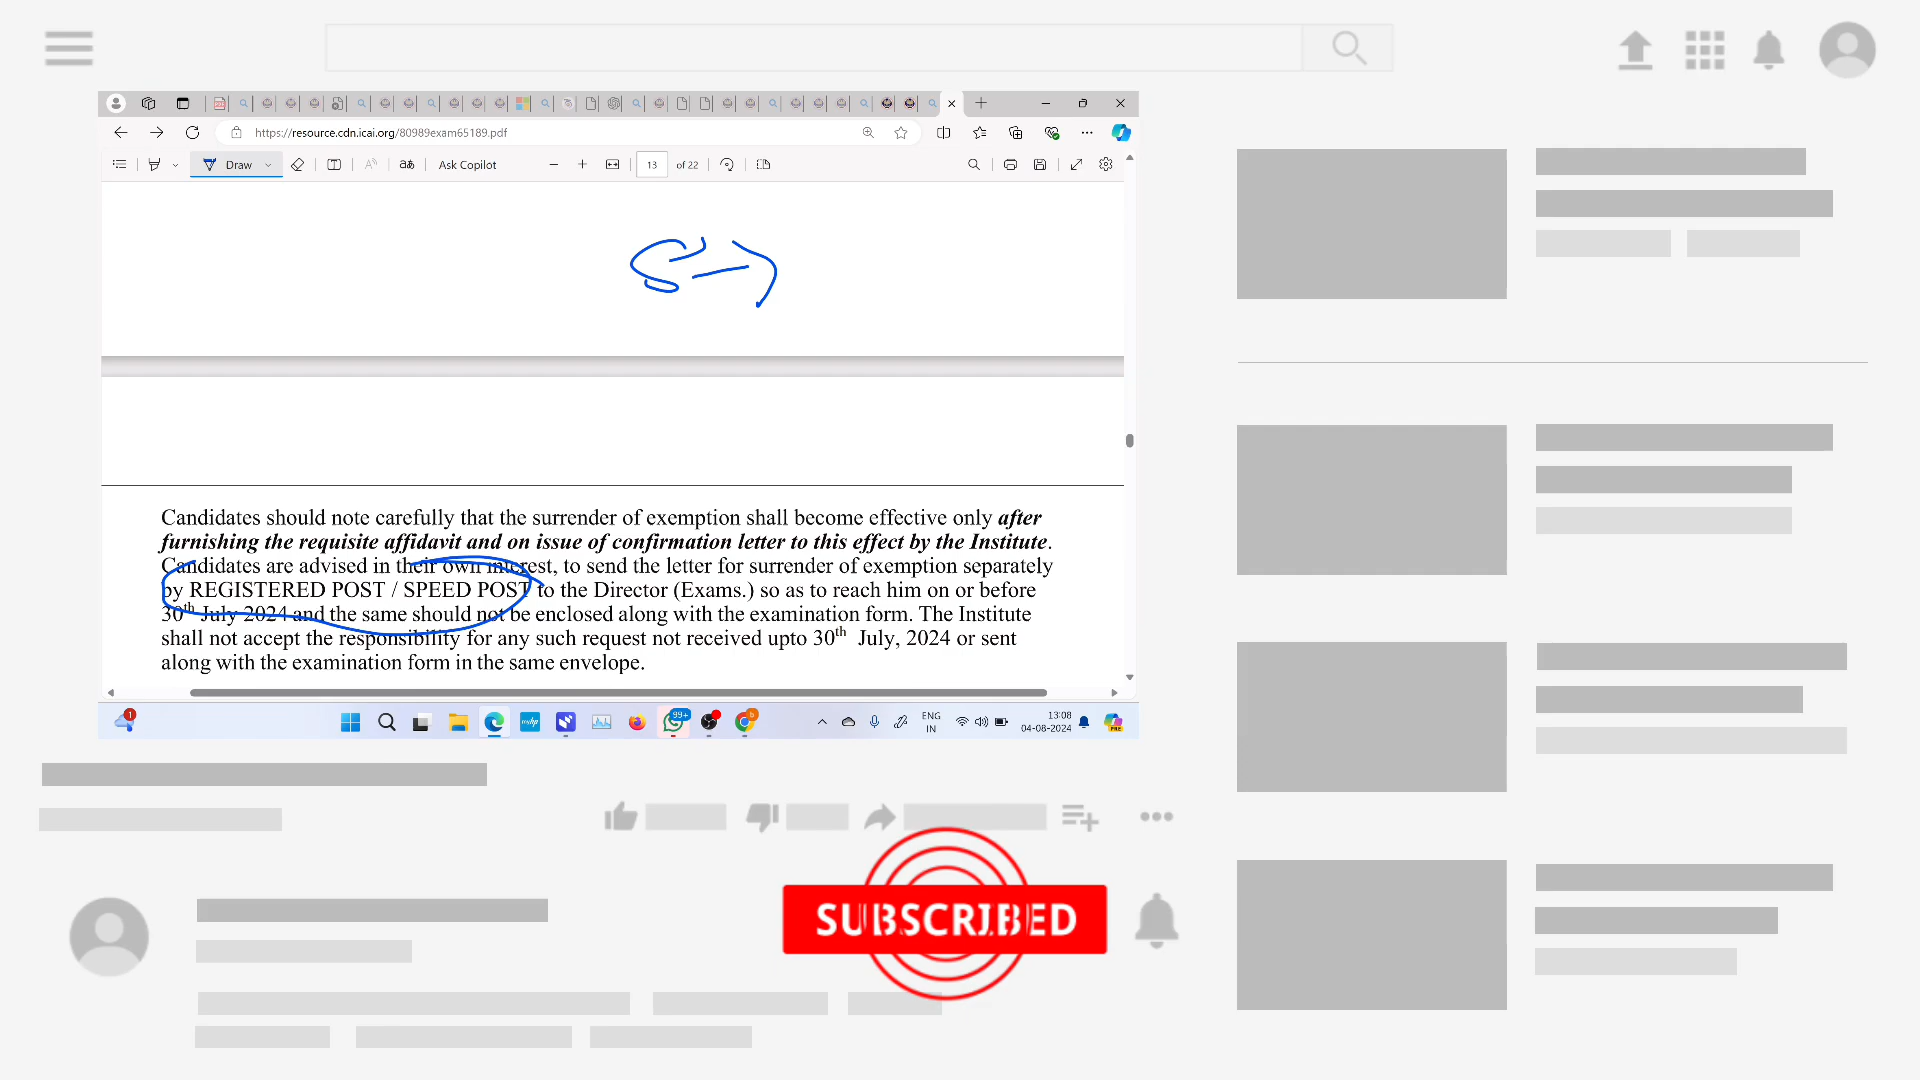 https://resource.cdn.icai.org/80989exam65189.pdf
Draw
Ask Copilot
13 of 22
Candidates should note carefully that the surrender of exemption shall become effective only after
furnishing the requisite affidavit and on issue of confirmation letter to this effect by the Institute.
Candidates are advised in their own interest, to send the letter for surrender of exemption separately
by REGISTERED POST / SPEED POST to the Director (Exams.) so as to reach him on or before
30th July 2024 and the same should not be enclosed along with the examination form. The Institute
shall not accept the responsibility for any such request not received upto 30th July, 2024 or sent
along with the examination form in the same envelope.
1
99+
ENG
IN
13:08
04-08-2024
SUBSCRIBED